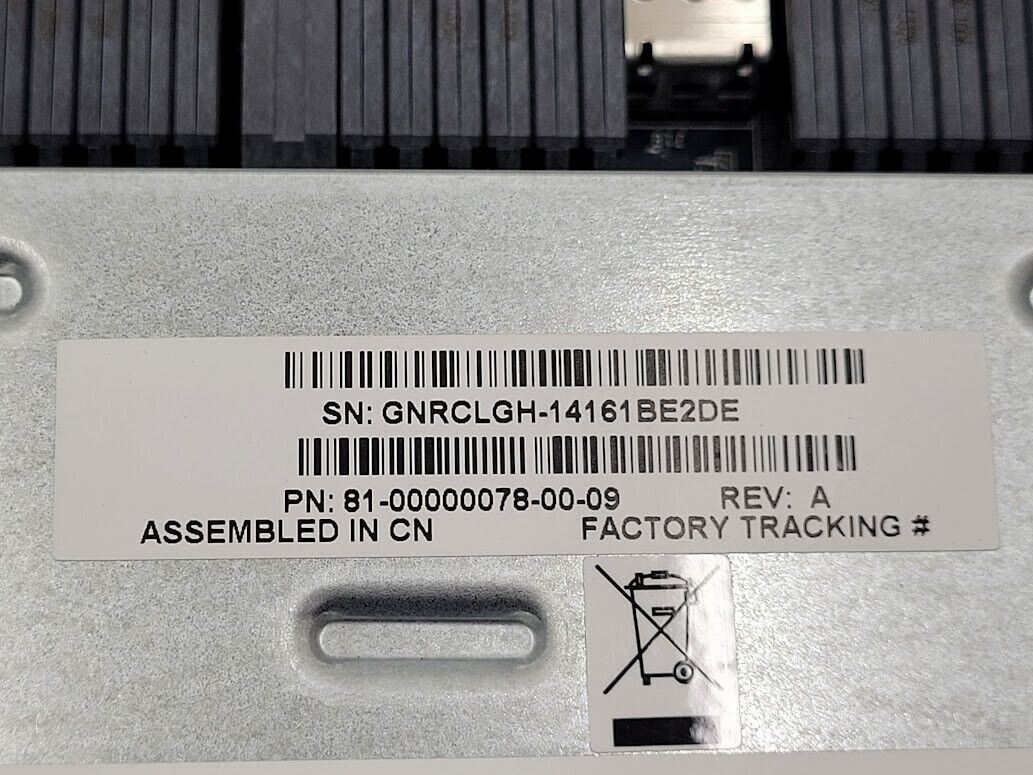 SN: GNRCLGH-14161BE2DE
PN: 81-00000078-00-09 REV: A
ASSEMBLED IN CN FACTORY TRACKING #